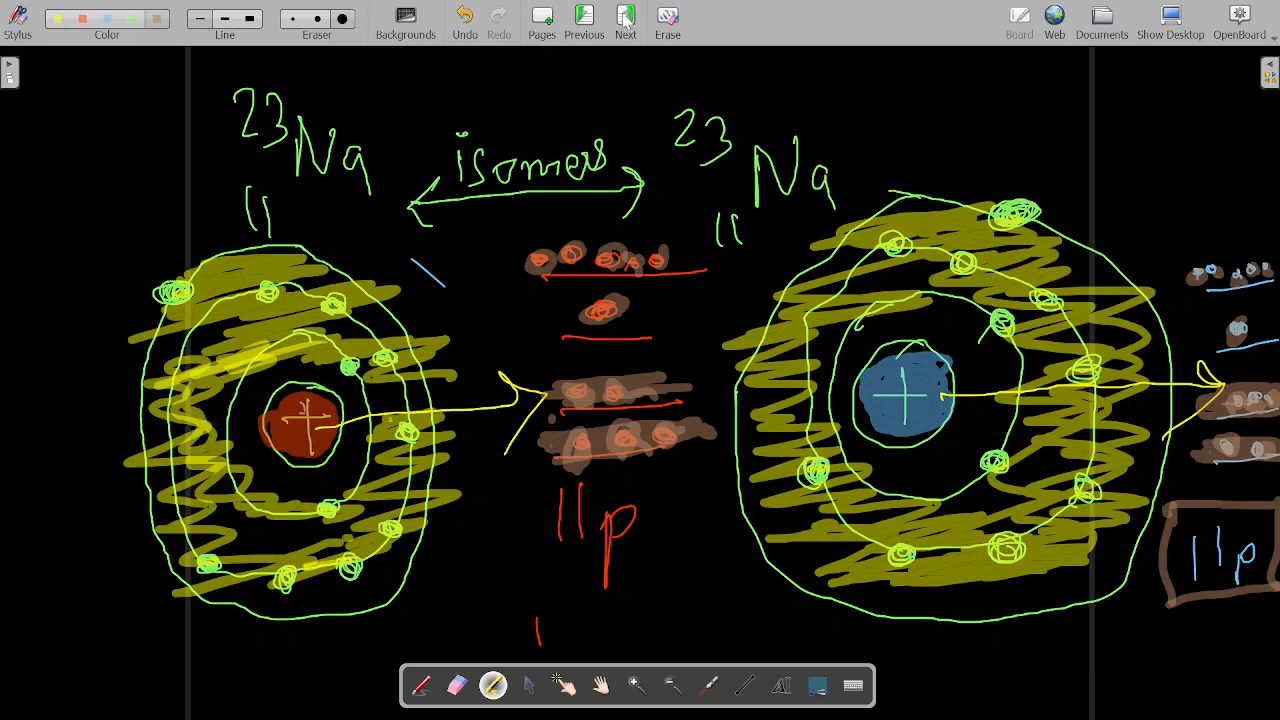 Stylus Color Line Eraser Backgrounds Undo Redo Pages Previous Next Erase Board Web Documents Show Desktop OpenBoard
23 Na 11
isomers
23 Na 11
11p
11p